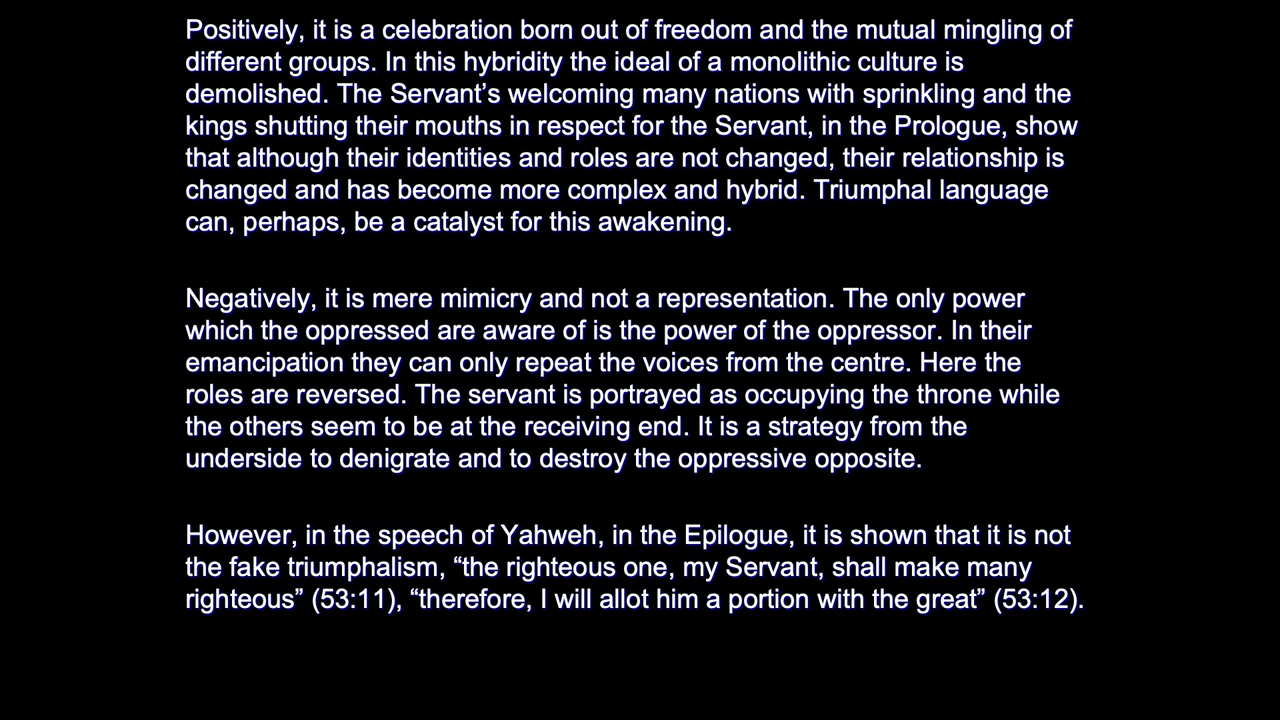 Positively, it is a celebration born out of freedom and the mutual mingling of
different groups. In this hybridity the ideal of a monolithic culture is
demolished. The Servant’s welcoming many nations with sprinkling and the
kings shutting their mouths in respect for the Servant, in the Prologue, show
that although their identities and roles are not changed, their relationship is
changed and has become more complex and hybrid. Triumphal language
can, perhaps, be a catalyst for this awakening.
Negatively, it is mere mimicry and not a representation. The only power
which the oppressed are aware of is the power of the oppressor. In their
emancipation they can only repeat the voices from the centre. Here the
roles are reversed. The servant is portrayed as occupying the throne while
the others seem to be at the receiving end. It is a strategy from the
underside to denigrate and to destroy the oppressive opposite.
However, in the speech of Yahweh, in the Epilogue, it is shown that it is not
the fake triumphalism, “the righteous one, my Servant, shall make many
righteous” (53:11), “therefore, I will allot him a portion with the great” (53:12).